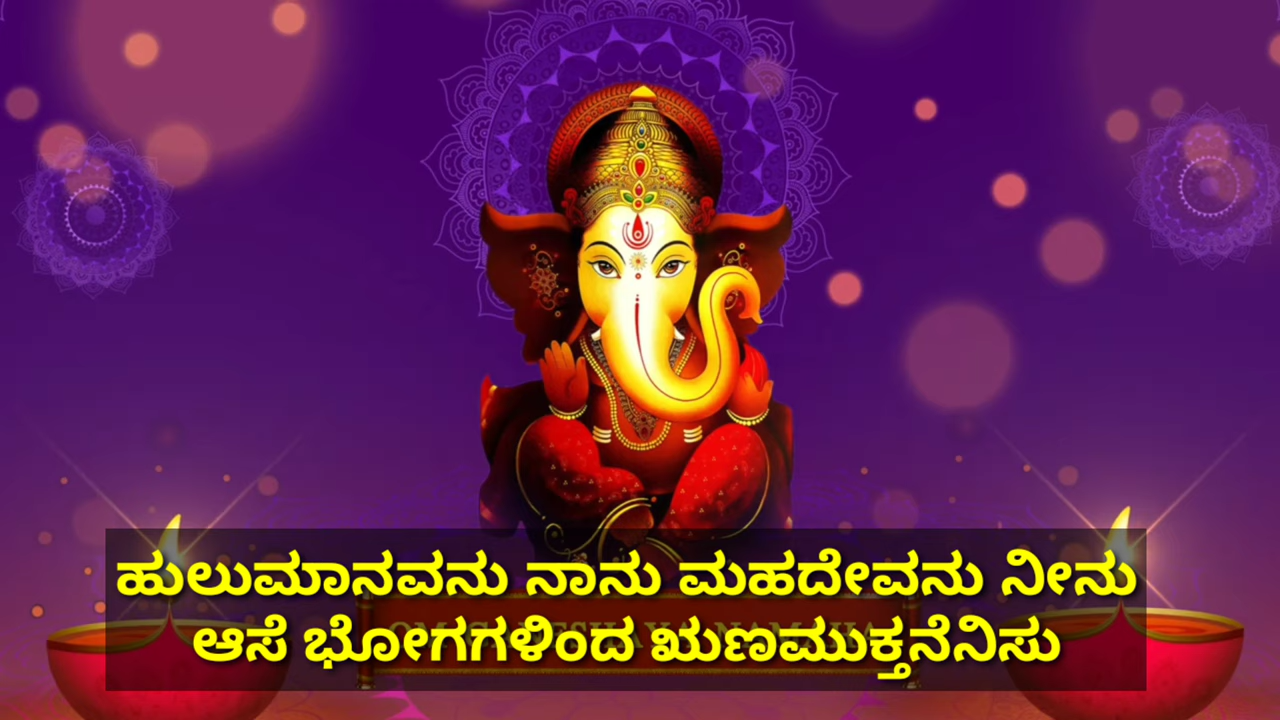 ಹುಲುಮಾನವನು ನಾನು ಮಹದೇವನು ನೀನು
ಆಸೆ ಭೋಗಗಳಿಂದ ಋಣಮುಕ್ತನೆನಿಸು